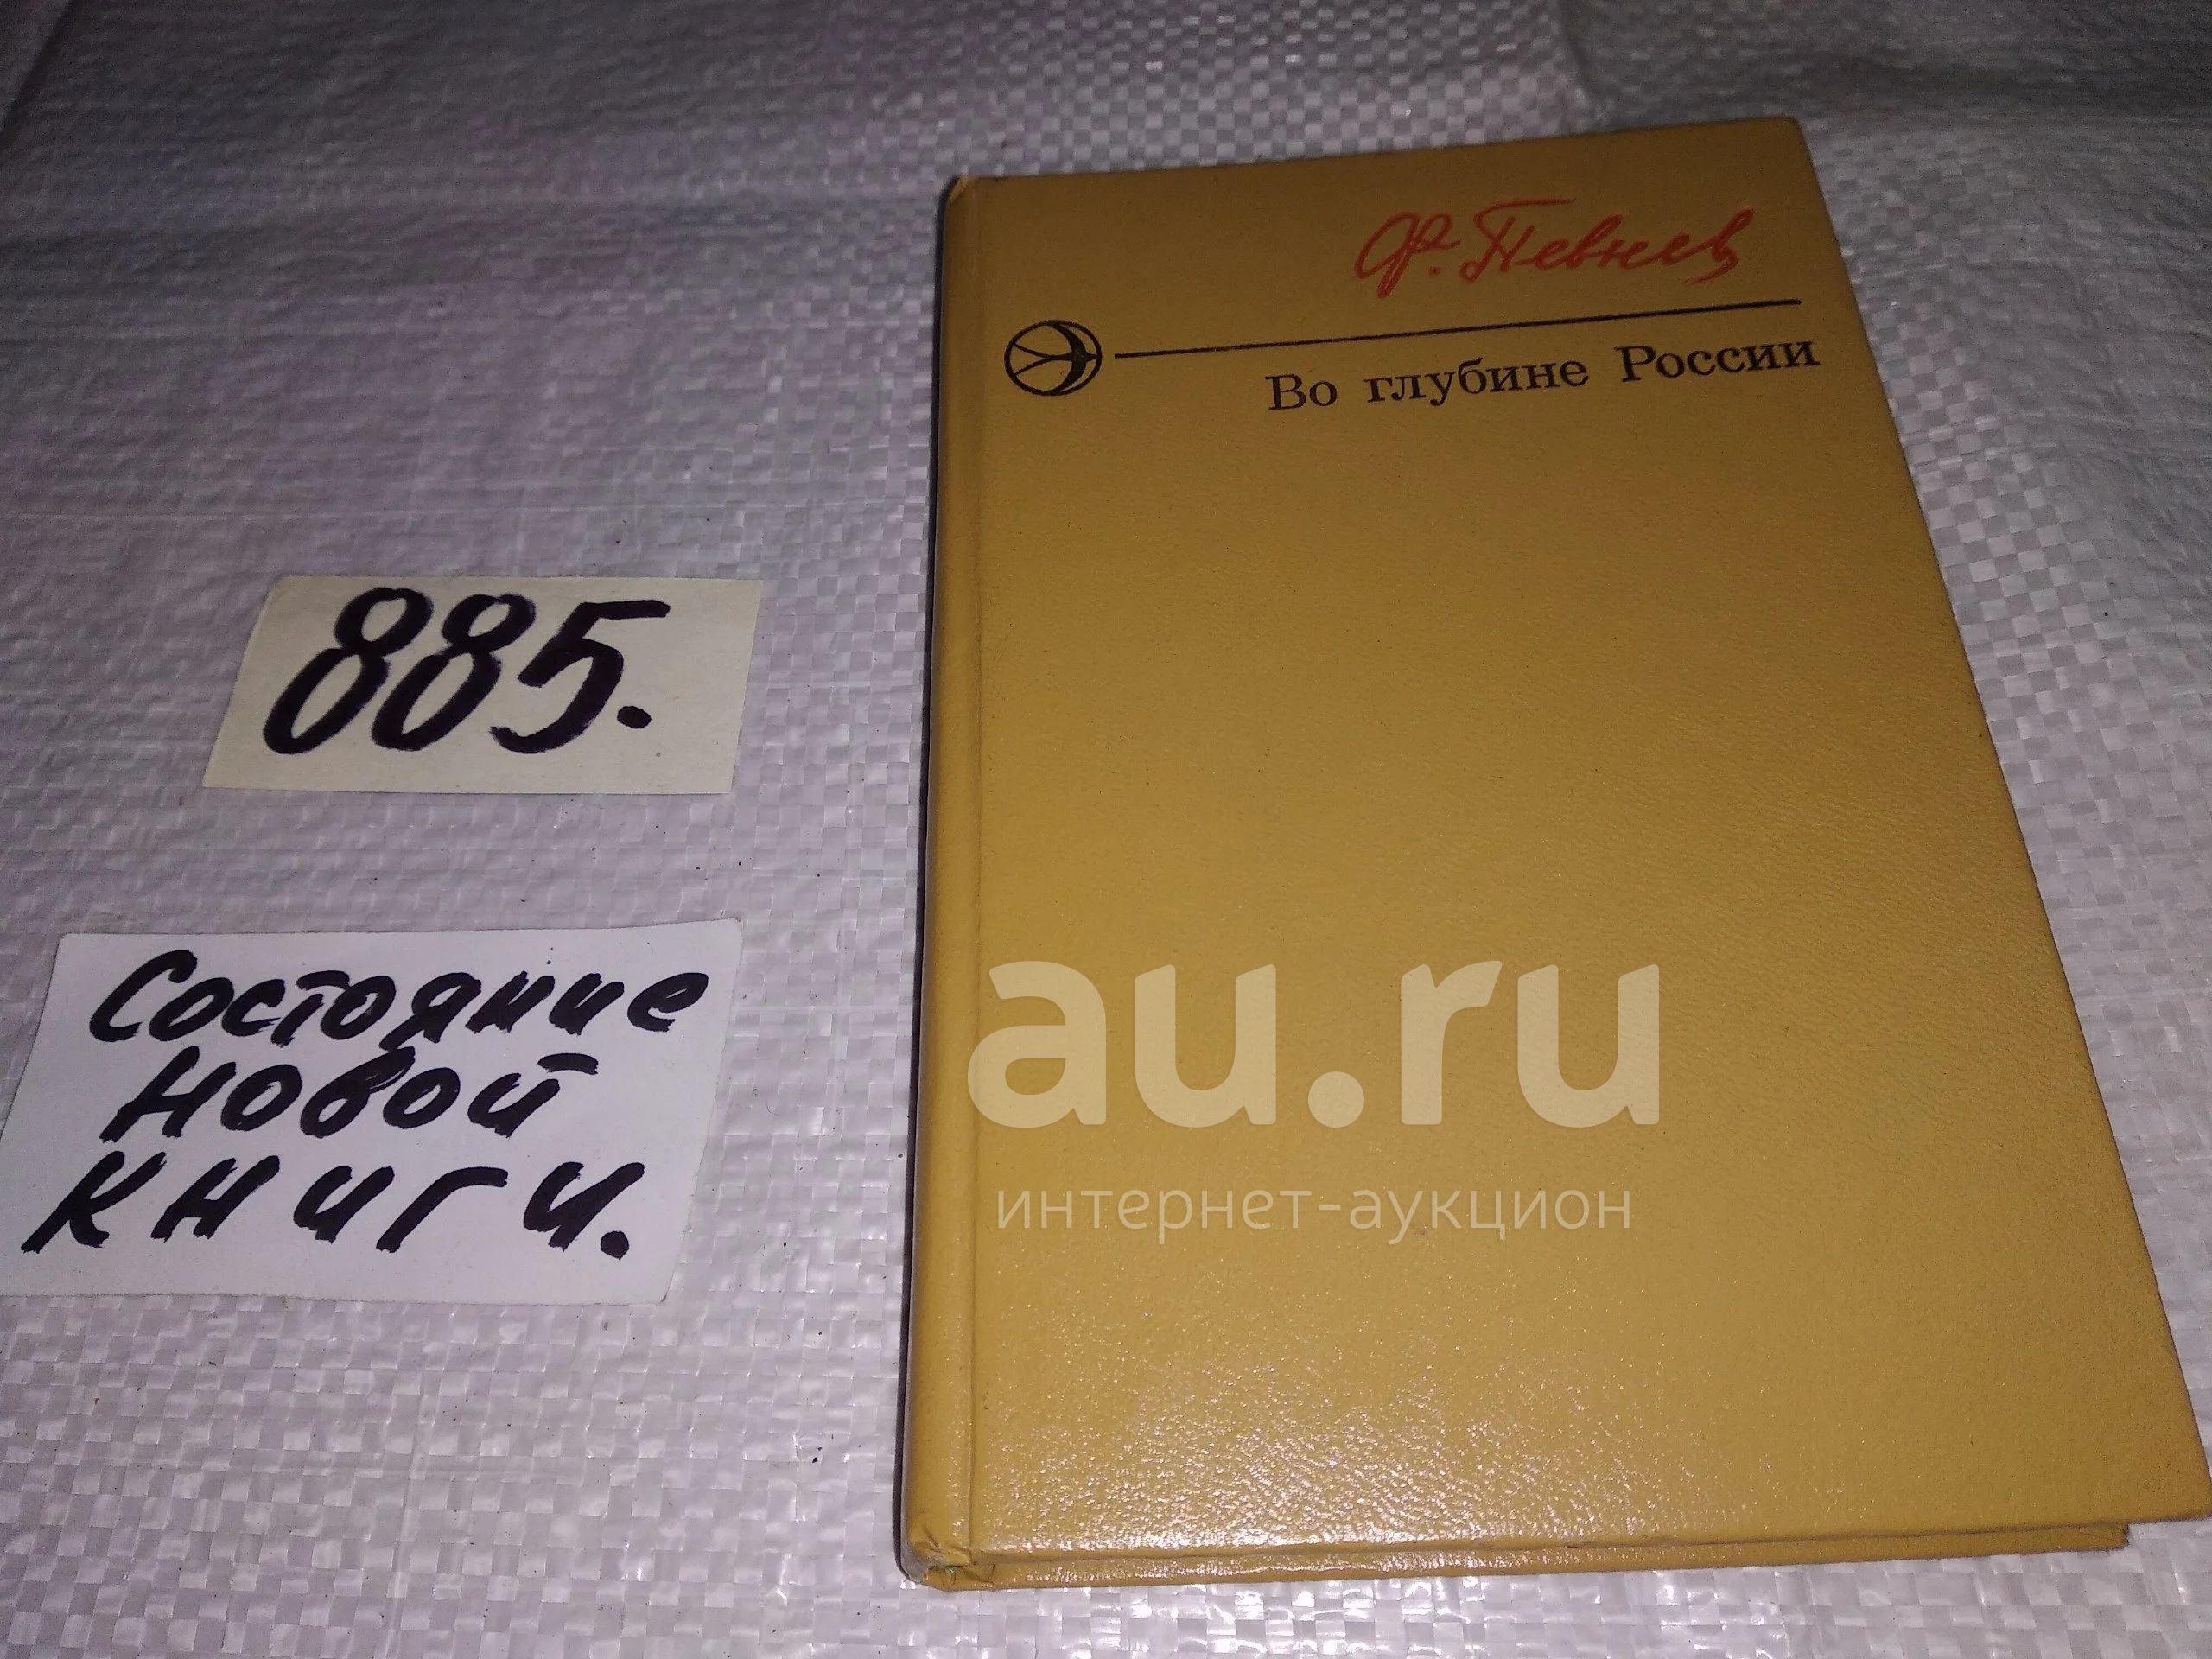 Ф. Певнев
Во глубине России
885.
Состояние
новой
книги.
au.ru
интернет-аукцион